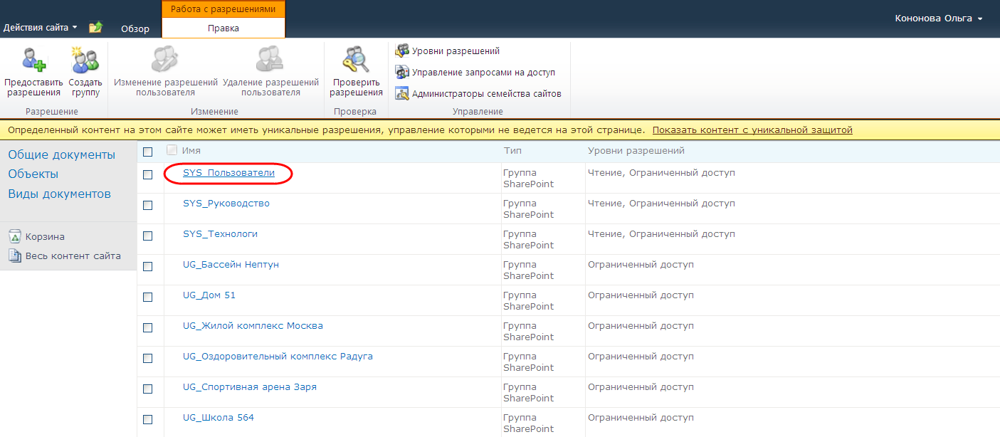 Работа с разрешениями
Действия сайта
Обзор
Правка
Кононова Ольга
Предоставить разрешения
Создать группу
Изменение разрешений пользователя
Удаление разрешений пользователя
Проверить разрешения
Уровни разрешений
Управление запросами на доступ
Администраторы семейства сайтов
Разрешение
Изменение
Проверка
Управление
Определенный контент на этом сайте может иметь уникальные разрешения, управление которыми не ведется на этой странице. Показать контент с уникальной защитой
Общие документы
Объекты
Виды документов
Корзина
Весь контент сайта
Имя Тип Уровни разрешений
SYS_Пользователи Группа SharePoint Чтение, Ограниченный доступ
SYS_Руководство Группа SharePoint Чтение, Ограниченный доступ
SYS_Технологи Группа SharePoint Чтение, Ограниченный доступ
UG_Бассейн Нептун Группа SharePoint Ограниченный доступ
UG_Дом 51 Группа SharePoint Ограниченный доступ
UG_Жилой комплекс Москва Группа SharePoint Ограниченный доступ
UG_Оздоровительный комплекс Радуга Группа SharePoint Ограниченный доступ
UG_Спортивная арена Заря Группа SharePoint Ограниченный доступ
UG_Школа 564 Группа SharePoint Ограниченный доступ